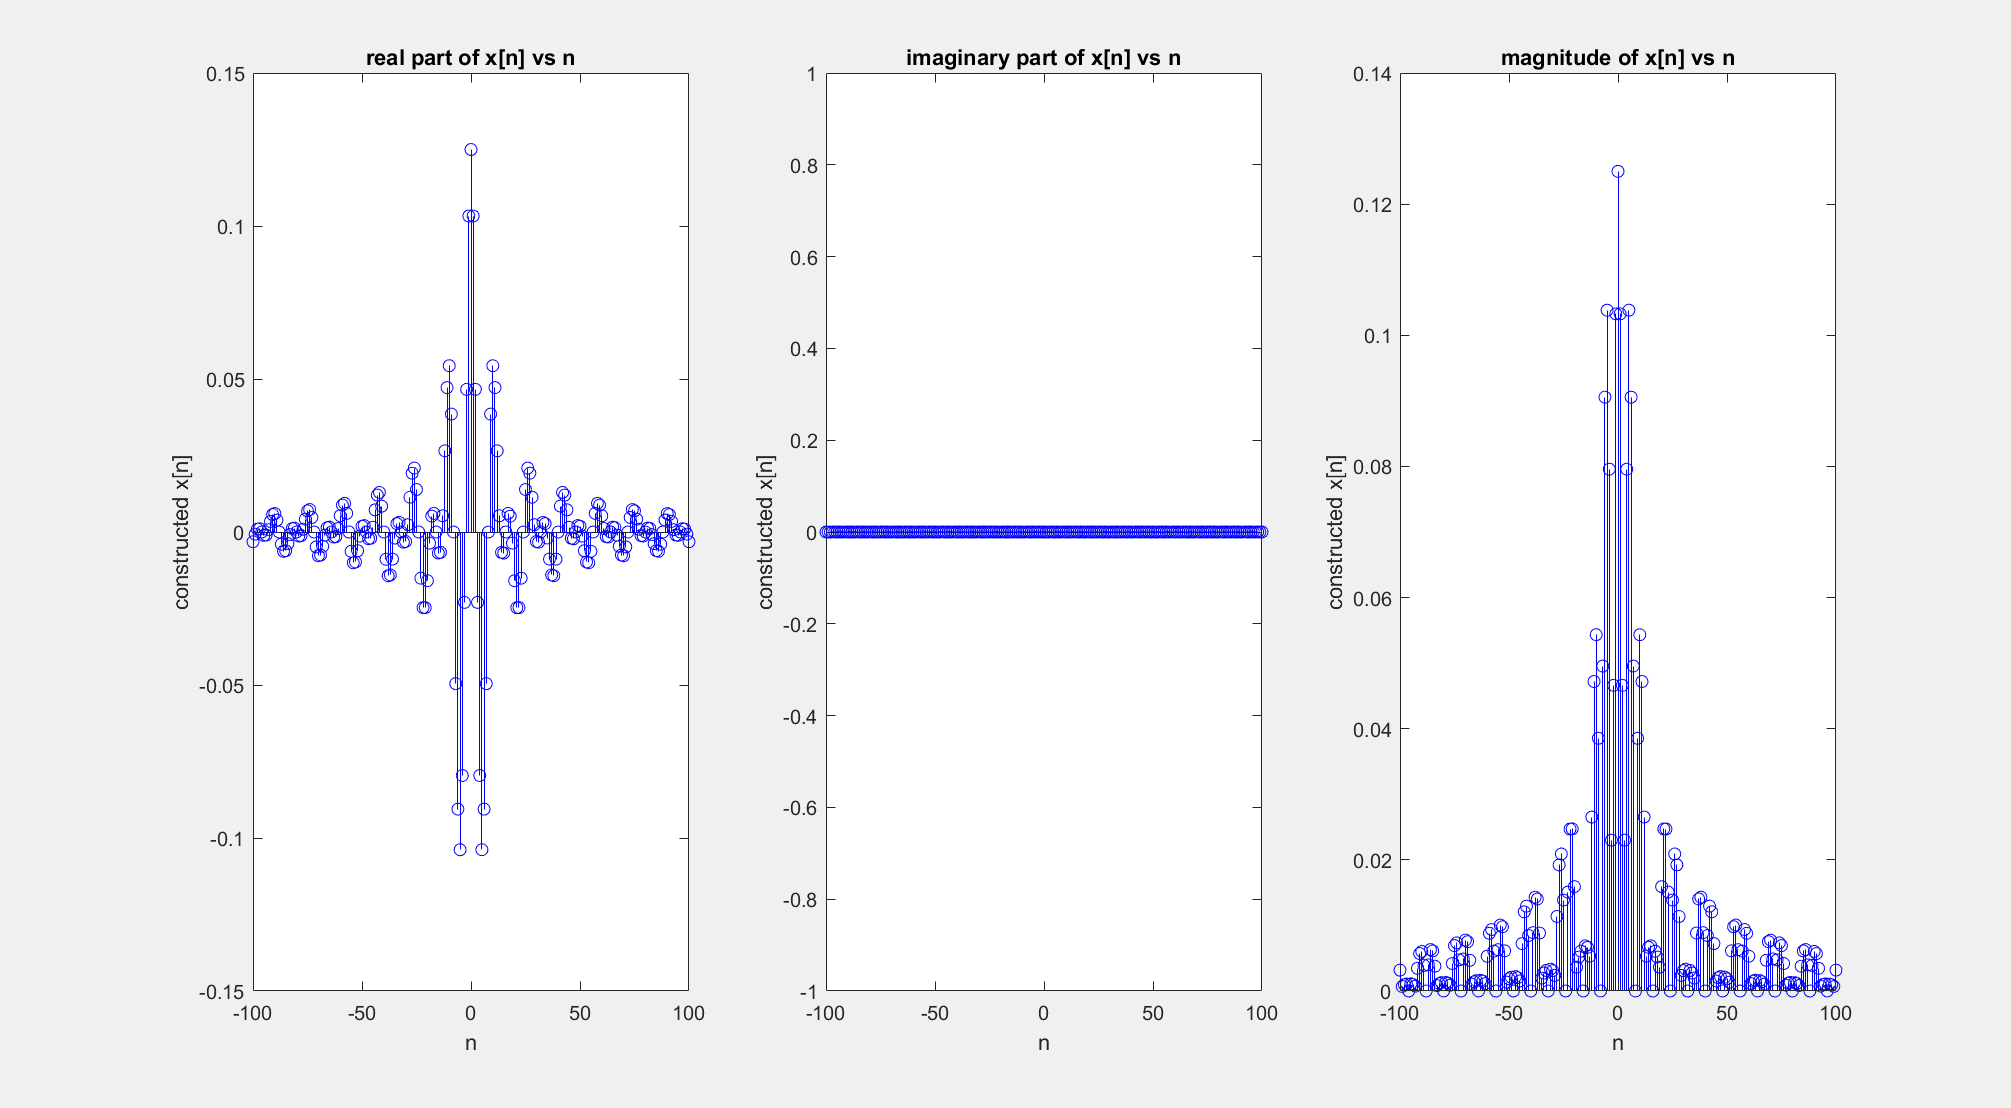 real part of x[n] vs n
0.15
0.1
0.05
0
-0.05
-0.1
-0.15
constructed x[n]
-100 -50 0 50 100
n
imaginary part of x[n] vs n
1
0.8
0.6
0.4
0.2
0
-0.2
-0.4
-0.6
-0.8
-1
constructed x[n]
-100 -50 0 50 100
n
magnitude of x[n] vs n
0.14
0.12
0.1
0.08
0.06
0.04
0.02
0
constructed x[n]
-100 -50 0 50 100
n